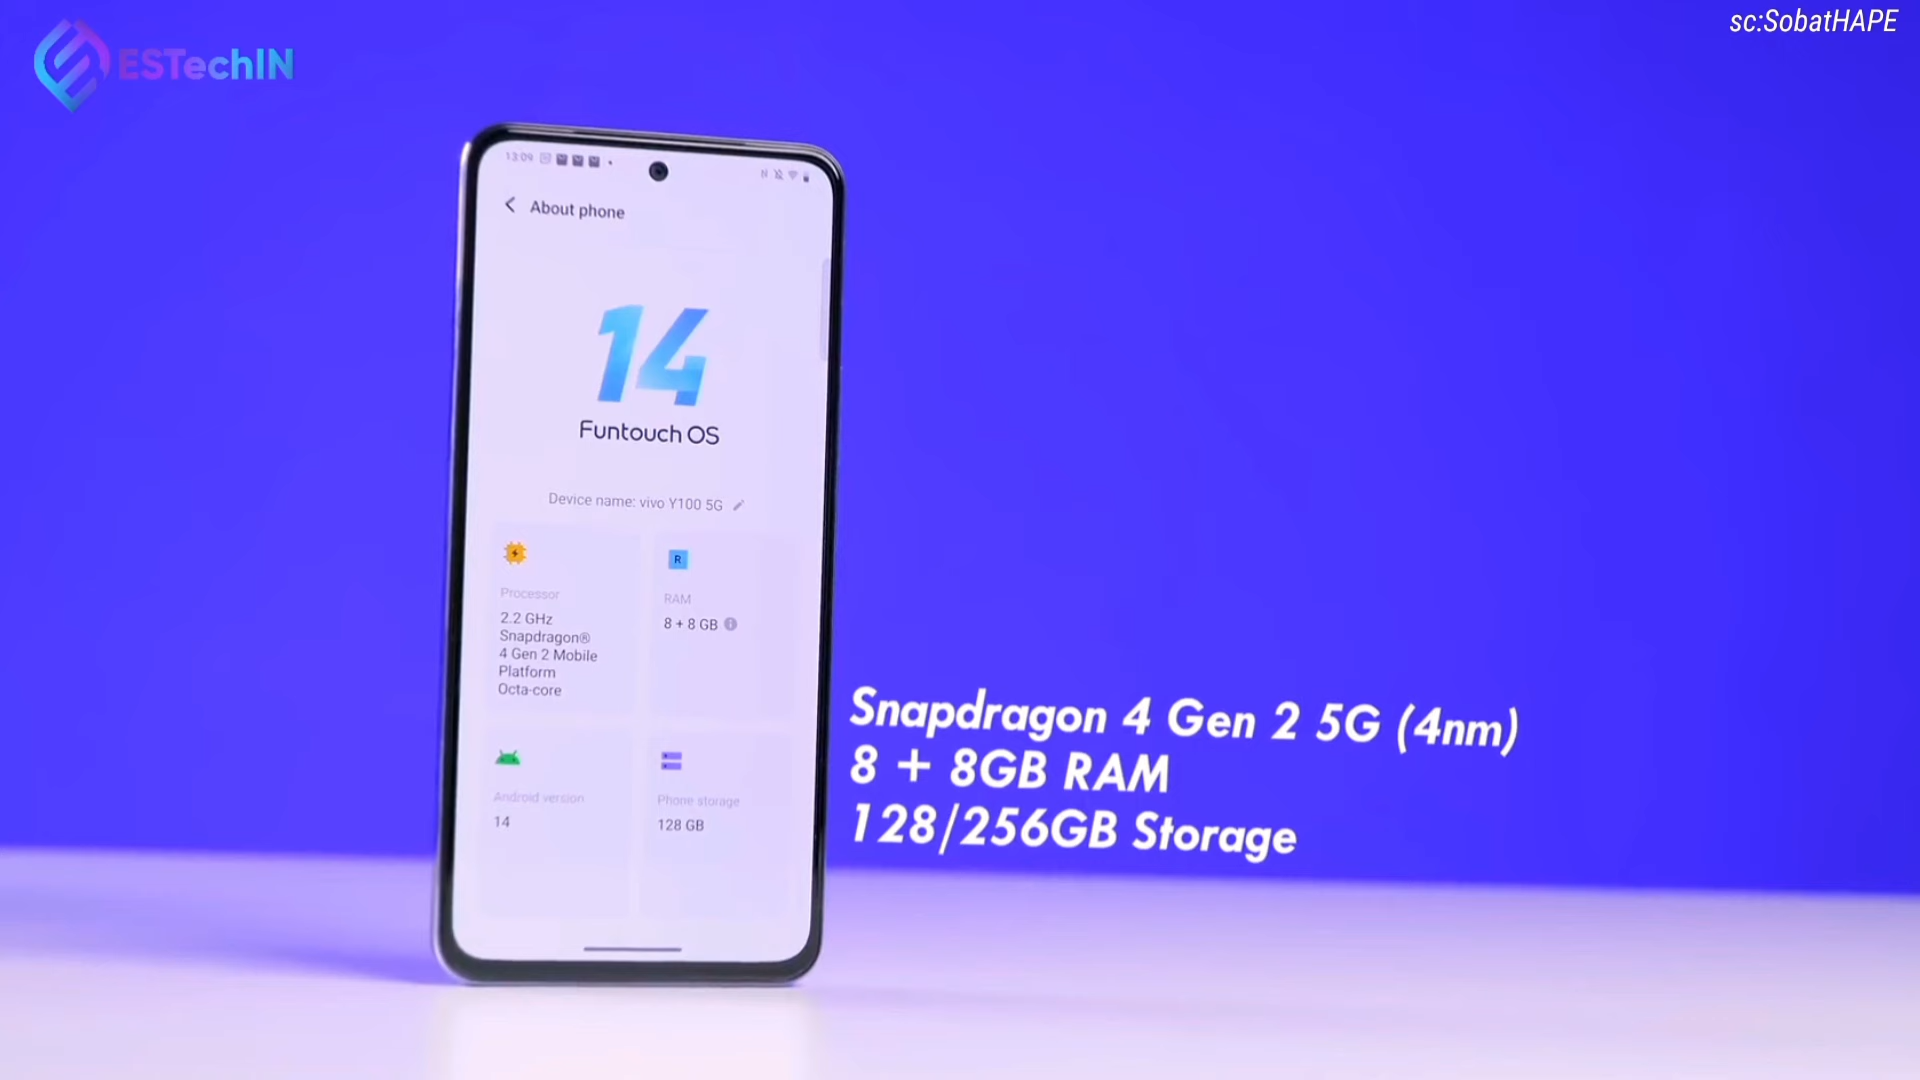 ESTechIN
sc:SobatHAPE
13:09
About phone
14
Funtouch OS
Device name: vivo Y100 5G
Processor
2.2 GHz
Snapdragon®
4 Gen 2 Mobile
Platform
Octa-core
R
RAM
8 + 8 GB
Android version
14
Phone storage
128 GB
Snapdragon 4 Gen 2 5G (4nm)
8 + 8GB RAM
128/256GB Storage